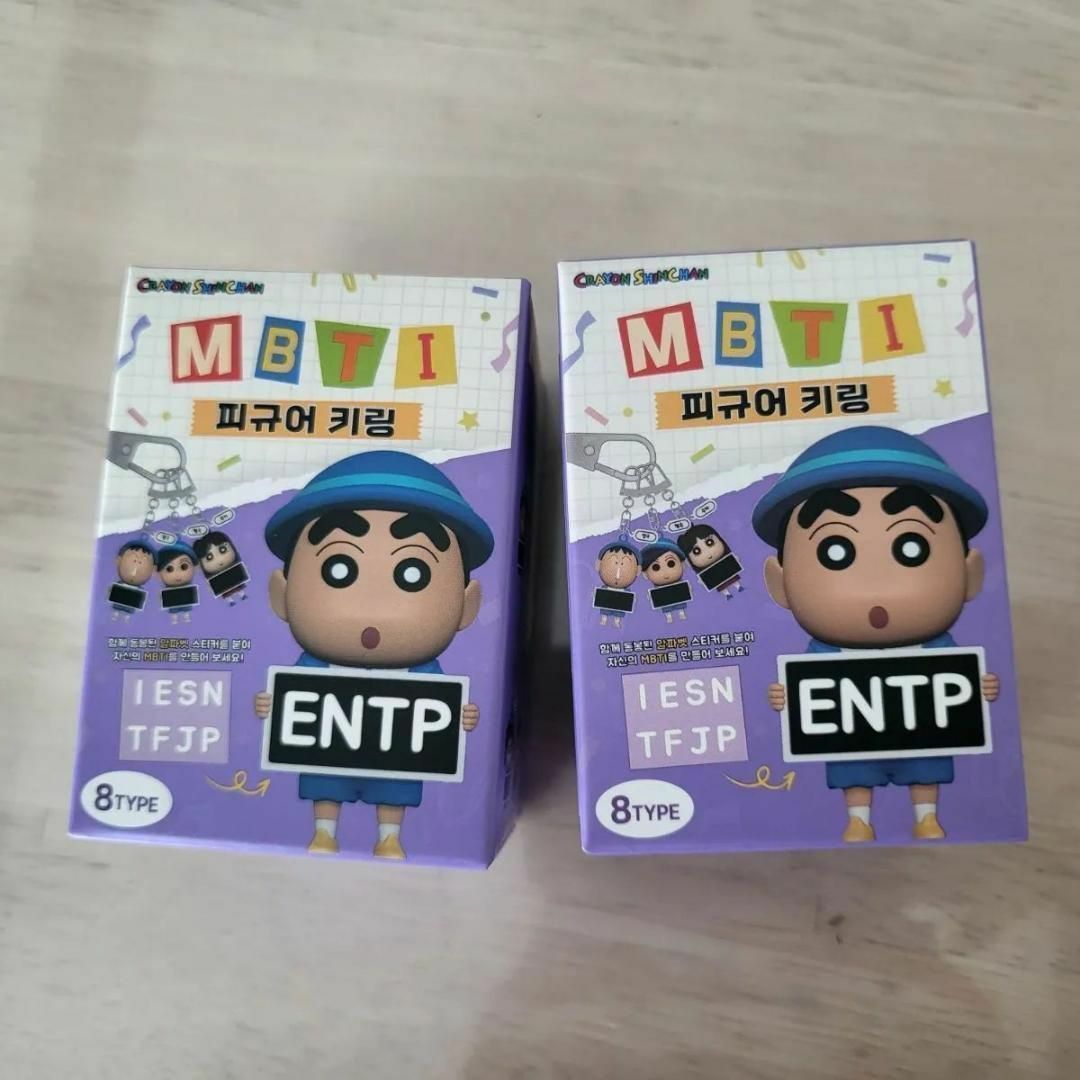 CRAYON SHINCHAN
MBTI
피규어 키링
함께 동봉된 알파벳 스티커를 붙여
자신의 MBTI를 만들어 보세요!
IESN
TFJP
ENTP
8TYPE
CRAYON SHINCHAN
MBTI
피규어 키링
함께 동봉된 알파벳 스티커를 붙여
자신의 MBTI를 만들어 보세요!
IESN
TFJP
ENTP
8TYPE